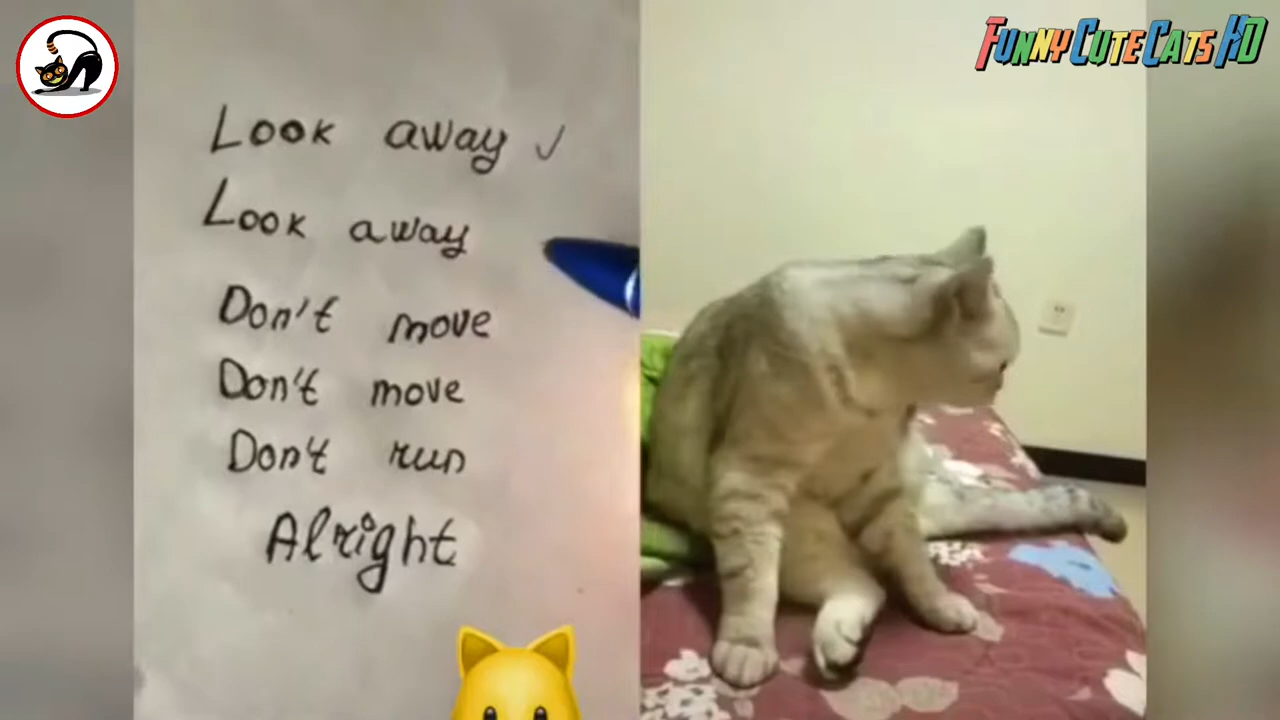 FUNNYCUTECATSHD
Look away ✓
Look away
Don't move
Don't move
Don't run
Alright